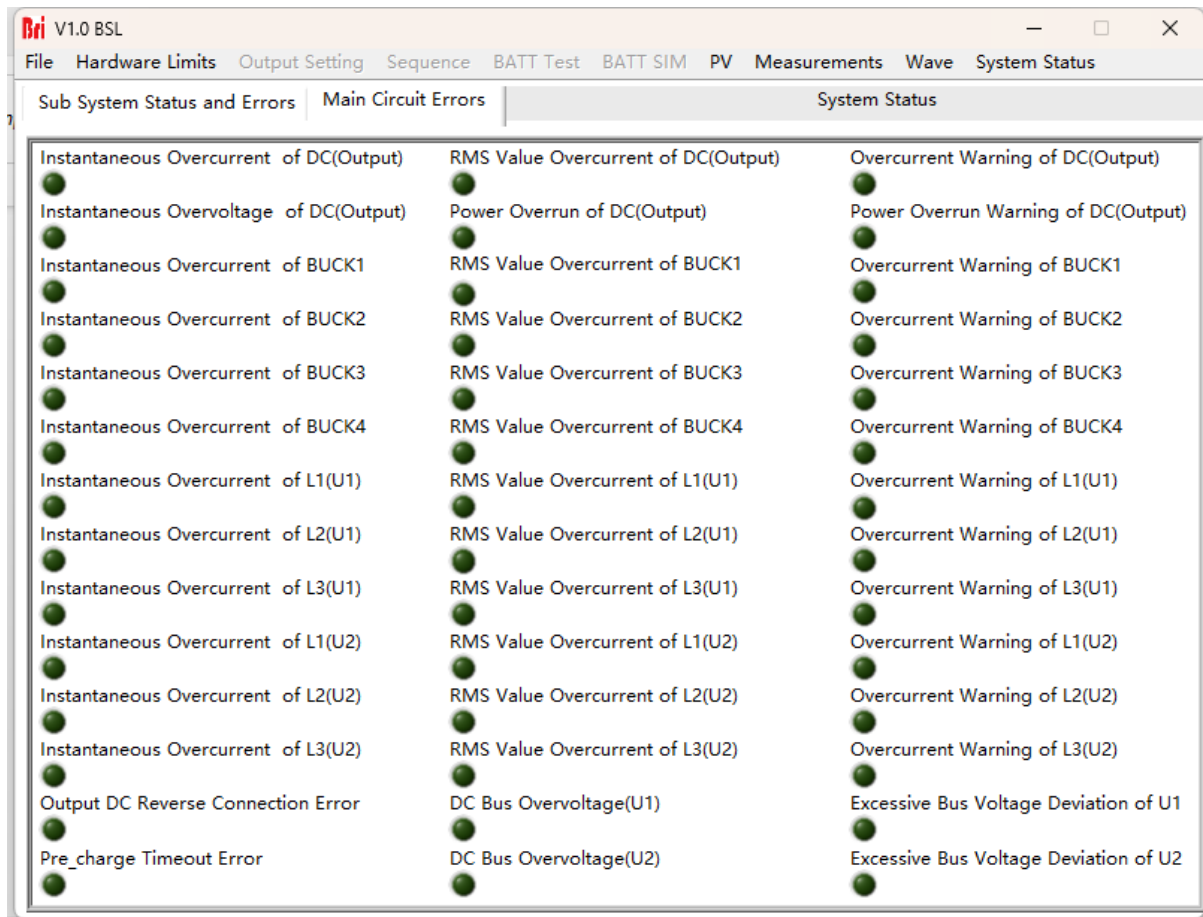 Bri V1.0 BSL
File Hardware Limits Output Setting Sequence BATT Test BATT SIM PV Measurements Wave System Status
Sub System Status and Errors Main Circuit Errors System Status
Instantaneous Overcurrent of DC(Output) RMS Value Overcurrent of DC(Output) Overcurrent Warning of DC(Output)
Instantaneous Overvoltage of DC(Output) Power Overrun of DC(Output) Power Overrun Warning of DC(Output)
Instantaneous Overcurrent of BUCK1 RMS Value Overcurrent of BUCK1 Overcurrent Warning of BUCK1
Instantaneous Overcurrent of BUCK2 RMS Value Overcurrent of BUCK2 Overcurrent Warning of BUCK2
Instantaneous Overcurrent of BUCK3 RMS Value Overcurrent of BUCK3 Overcurrent Warning of BUCK3
Instantaneous Overcurrent of BUCK4 RMS Value Overcurrent of BUCK4 Overcurrent Warning of BUCK4
Instantaneous Overcurrent of L1(U1) RMS Value Overcurrent of L1(U1) Overcurrent Warning of L1(U1)
Instantaneous Overcurrent of L2(U1) RMS Value Overcurrent of L2(U1) Overcurrent Warning of L2(U1)
Instantaneous Overcurrent of L3(U1) RMS Value Overcurrent of L3(U1) Overcurrent Warning of L3(U1)
Instantaneous Overcurrent of L1(U2) RMS Value Overcurrent of L1(U2) Overcurrent Warning of L1(U2)
Instantaneous Overcurrent of L2(U2) RMS Value Overcurrent of L2(U2) Overcurrent Warning of L2(U2)
Instantaneous Overcurrent of L3(U2) RMS Value Overcurrent of L3(U2) Overcurrent Warning of L3(U2)
Output DC Reverse Connection Error DC Bus Overvoltage(U1) Excessive Bus Voltage Deviation of U1
Pre_charge Timeout Error DC Bus Overvoltage(U2) Excessive Bus Voltage Deviation of U2